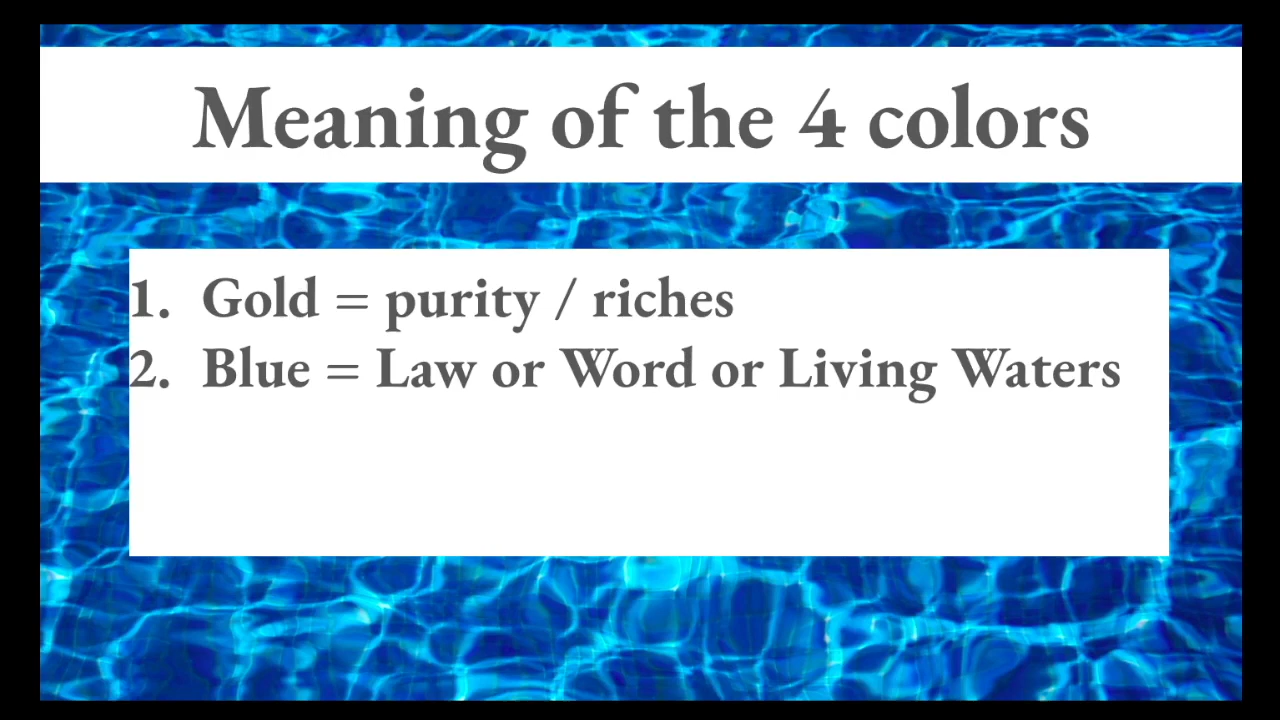 Meaning of the 4 colors
1. Gold = purity / riches
2. Blue = Law or Word or Living Waters